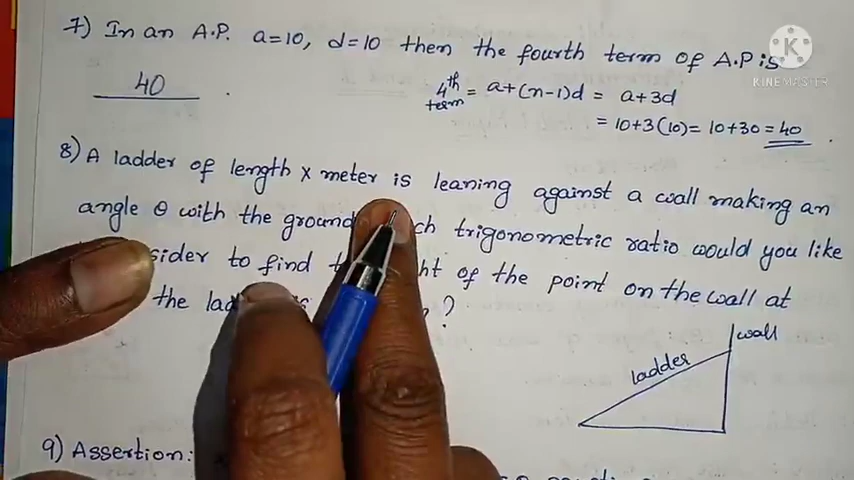 7) In an A.P. a=10, d=10 then the fourth term of A.P is
40 .
4th term = a+(n-1)d = a+3d
= 10+3(10)= 10+30 = 40 .
8) A ladder of length x meter is leaning against a wall making an
angle θ with the ground trigonometric ratio would you like
to find of the point on the wall at
the ?
wall
ladder
9) Assertion:
K
KINEMASTER